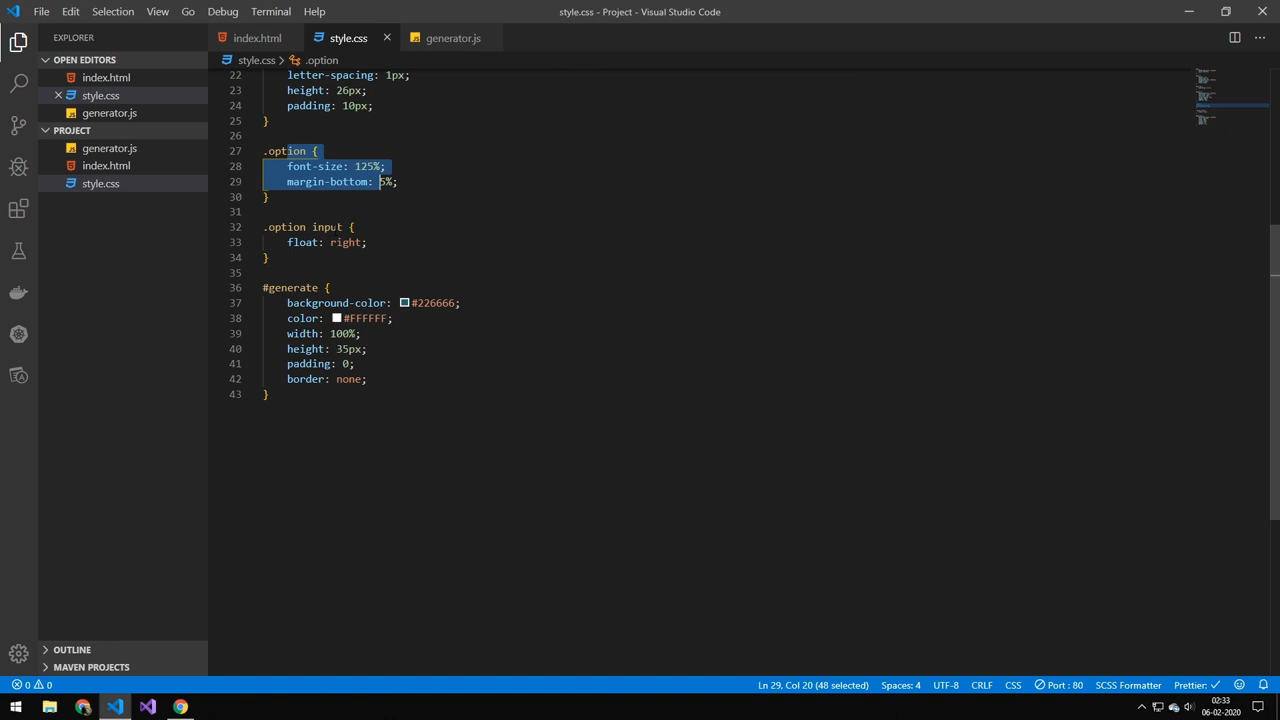 File Edit Selection View Go Debug Terminal Help
style.css - Project - Visual Studio Code
EXPLORER
index.html
style.css
generator.js
OPEN EDITORS
index.html
style.css
generator.js
PROJECT
generator.js
index.html
style.css
OUTLINE
MAVEN PROJECTS
style.css > .option
22 letter-spacing: 1px;
23 height: 26px;
24 padding: 10px;
25 }
26
27 .option {
28 font-size: 125%;
29 margin-bottom: 5%;
30 }
31
32 .option input {
33 float: right;
34 }
35
36 #generate {
37 background-color: #226666;
38 color: #FFFFFF;
39 width: 100%;
40 height: 35px;
41 padding: 0;
42 border: none;
43 }
0 0
Ln 29, Col 20 (48 selected) Spaces: 4 UTF-8 CRLF CSS Port : 80 SCSS Formatter Prettier: ✓
02:33
06-02-2020